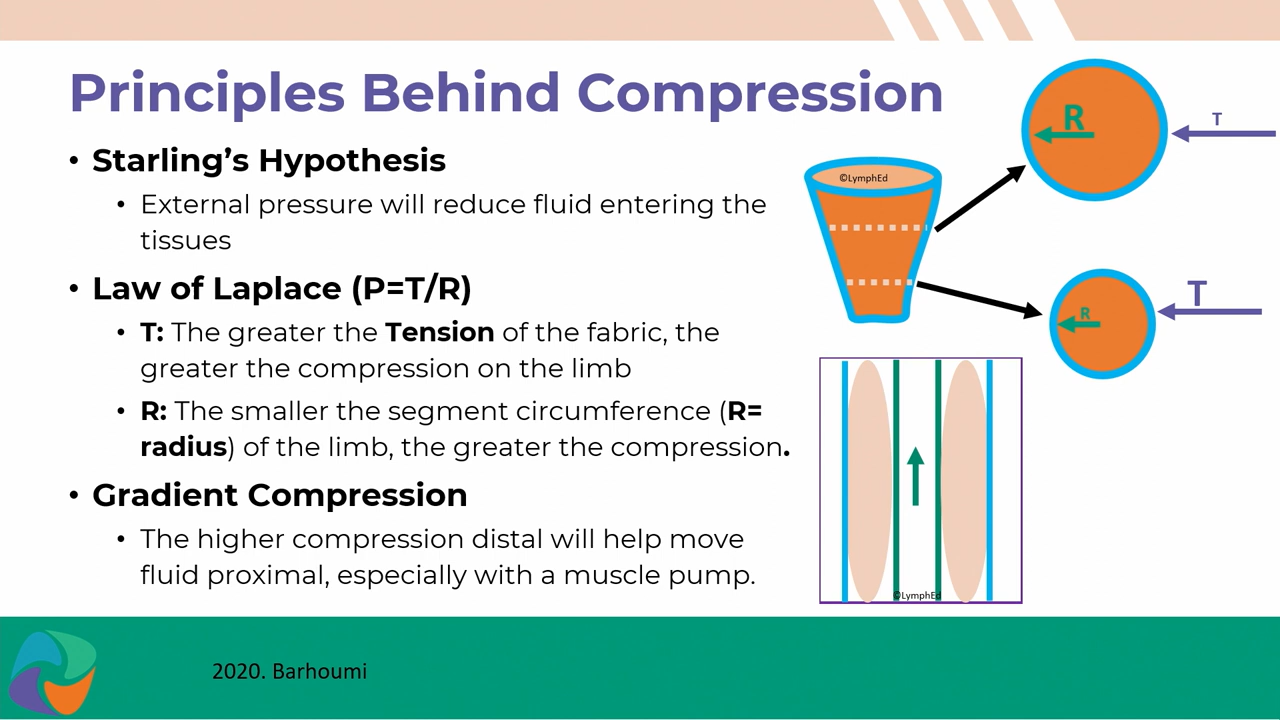 Principles Behind Compression
• Starling’s Hypothesis
• External pressure will reduce fluid entering the
tissues
• Law of Laplace (P=T/R)
• T: The greater the Tension of the fabric, the
greater the compression on the limb
• R: The smaller the segment circumference (R=
radius) of the limb, the greater the compression.
• Gradient Compression
• The higher compression distal will help move
fluid proximal, especially with a muscle pump.
R
T
©LymphEd
R
T
©LymphEd
2020. Barhoumi